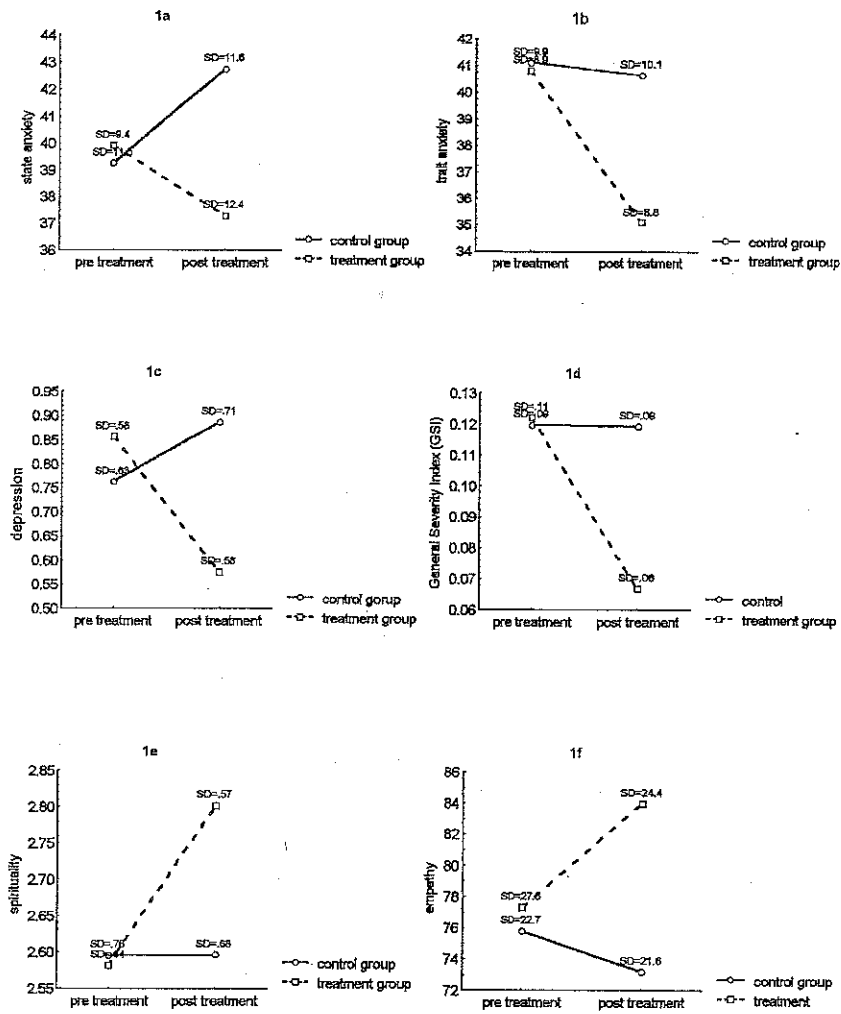 1a
44
43
42
41
40
39
38
37
36
state anxiety
SD=11.6
SD=9.4
SD=12.4
pre treatment
post treatment
control group
treatment group
1b
42
41
40
39
38
37
36
35
34
trait anxiety
SD=9.9
SD=10.1
SD=8.8
pre treatment
post treatment
control group
treatment group
1c
0.95
0.90
0.85
0.80
0.75
0.70
0.65
0.60
0.55
0.50
depression
SD=.71
SD=.58
SD=.63
SD=.58
pre treatment
post treatment
control gorup
treatment group
1d
0.13
0.12
0.11
0.10
0.09
0.08
0.07
0.06
General Severity Index (GSI)
SD=.11
SD=.09
SD=.06
pre treatment
post treament
control
treatment group
1e
2.85
2.80
2.75
2.70
2.65
2.60
2.55
spirituality
SD=.57
SD=.76
SD=.68
pre treatment
post treatment
control group
treatment group
1f
86
84
82
80
78
76
74
72
empathy
SD=24.4
SD=27.6
SD=22.7
SD=21.6
pre treatment
post treatment
control group
treatment